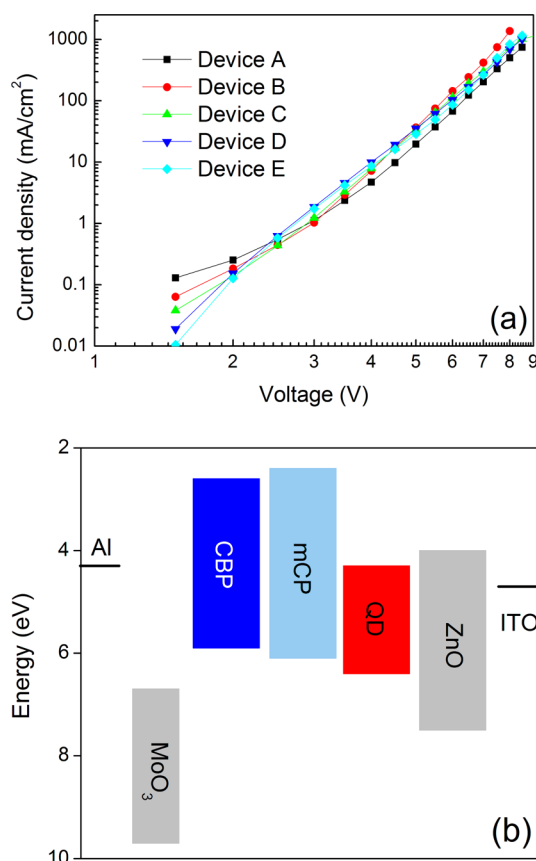 1000
100
10
1
0.1
0.01
Current density (mA/cm²)
Device A
Device B
Device C
Device D
Device E
(a)
1 2 3 4 5 6 7 8 9
Voltage (V)
2
4
6
8
10
Energy (eV)
Al
MoO₃
CBP
mCP
QD
ZnO
ITO
(b)